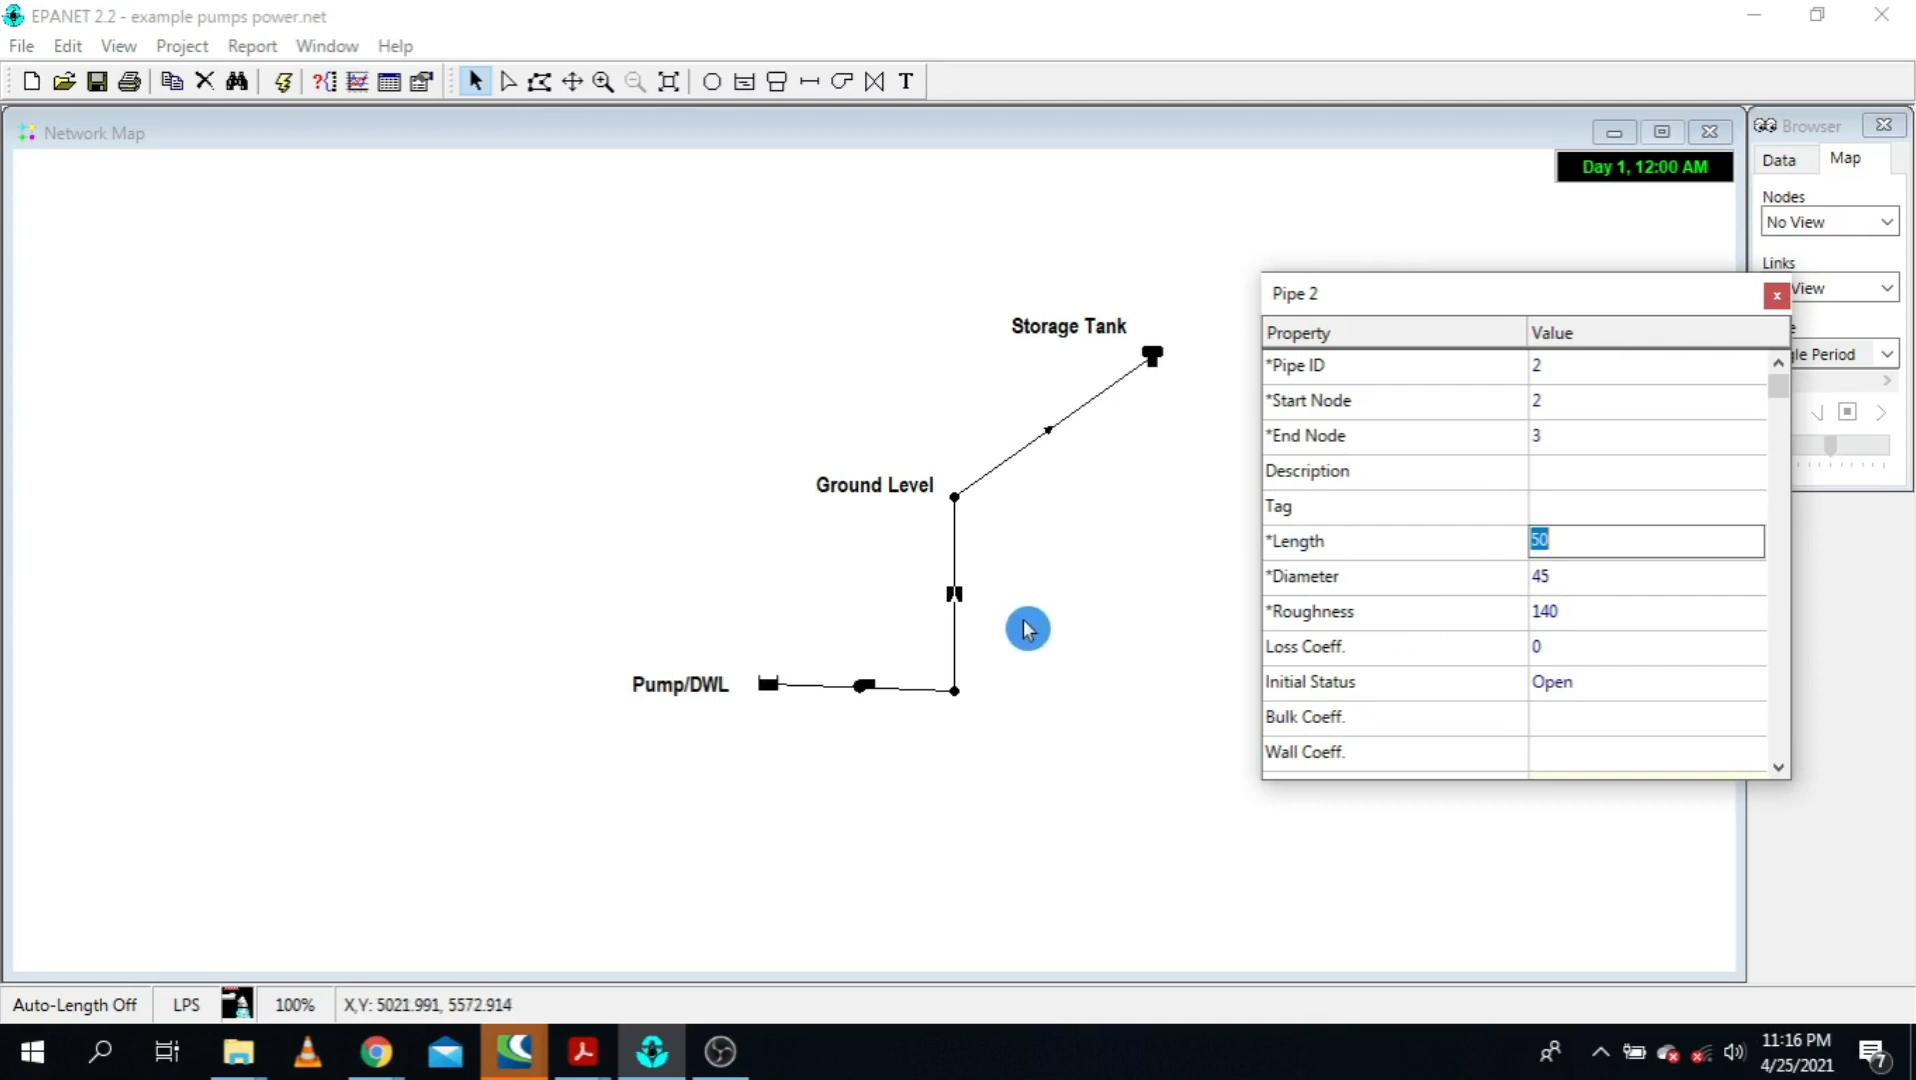 EPANET 2.2 - example pumps power.net
File Edit View Project Report Window Help
T
Network Map
Day 1, 12:00 AM
Browser
Data Map
Nodes
No View
Links
View
gle Period
Storage Tank
Ground Level
Pump/DWL
Pipe 2
Property Value
*Pipe ID 2
*Start Node 2
*End Node 3
Description
Tag
*Length 50
*Diameter 45
*Roughness 140
Loss Coeff. 0
Initial Status Open
Bulk Coeff.
Wall Coeff.
Auto-Length Off LPS 100% X,Y: 5021.991, 5572.914
11:16 PM
4/25/2021
7